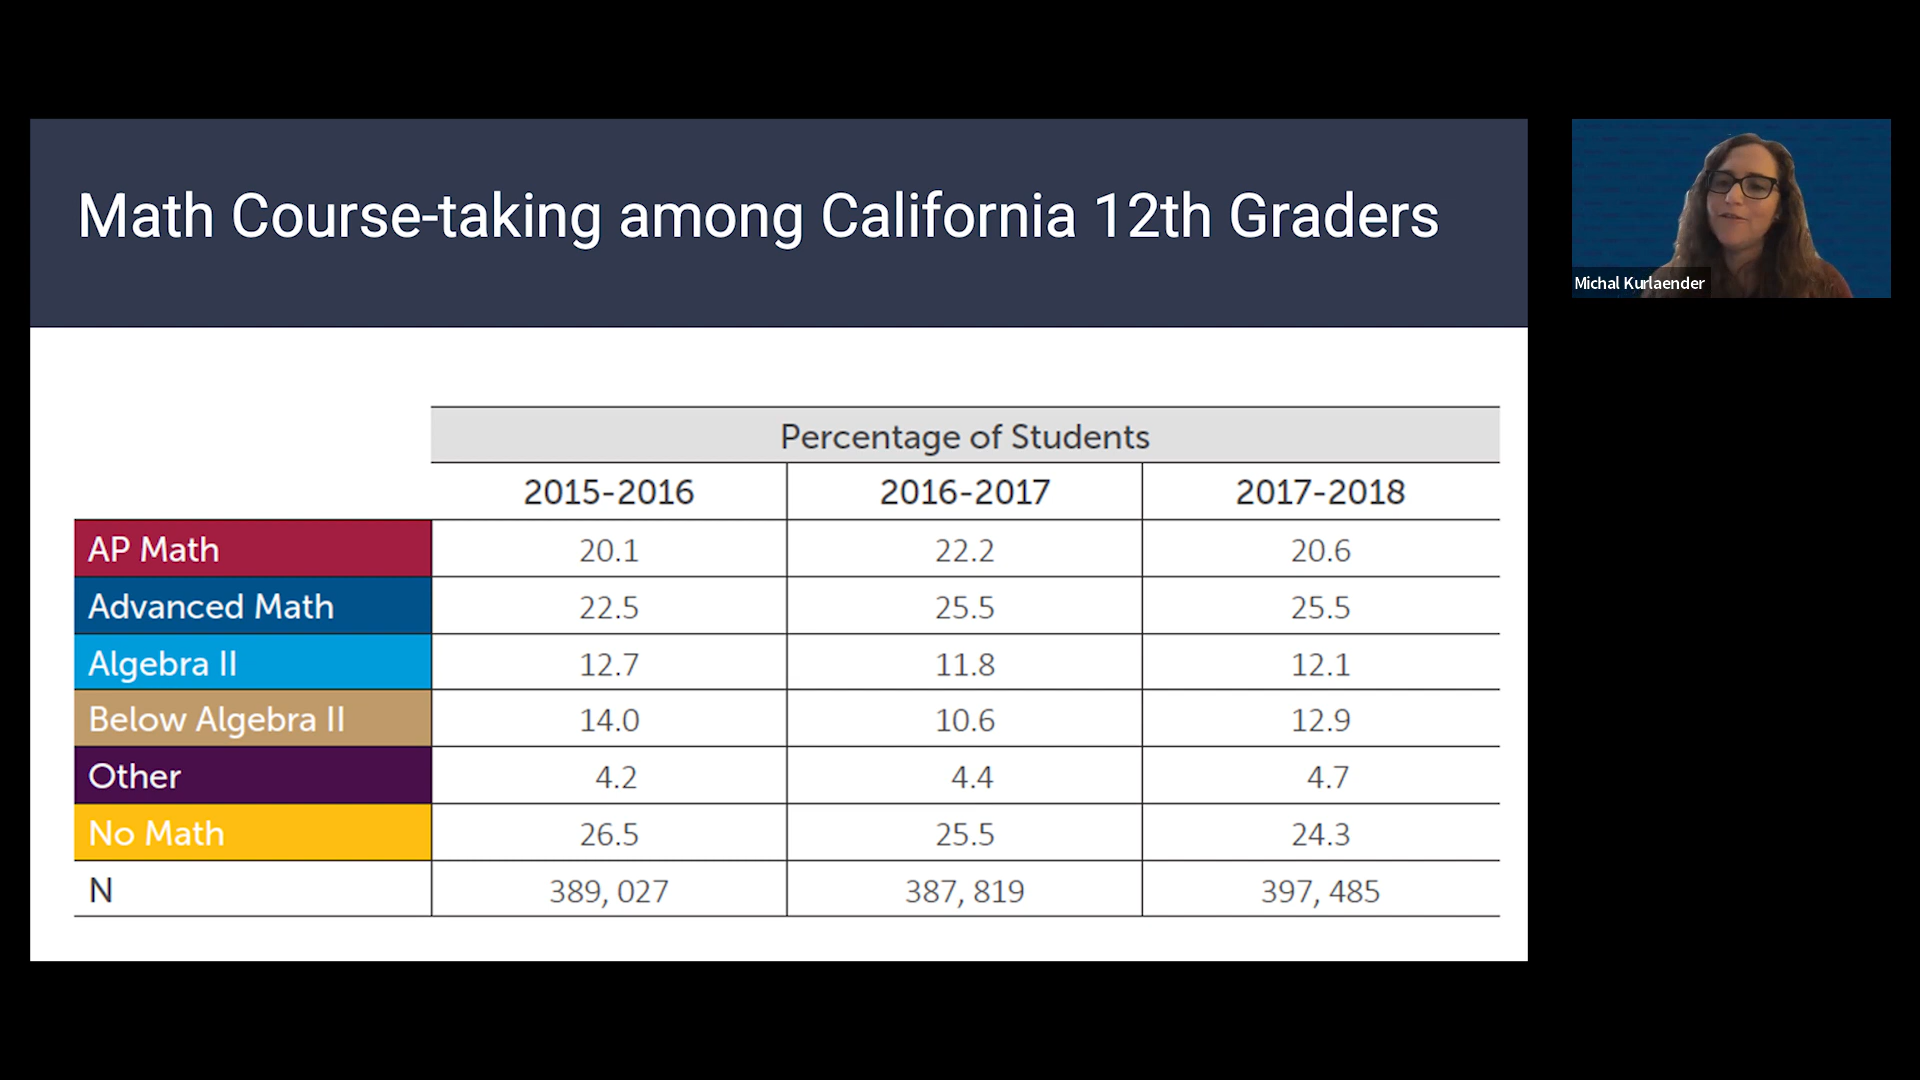 Math Course-taking among California 12th Graders
Michal Kurlaender
Percentage of Students
2015-2016 2016-2017 2017-2018
AP Math 20.1 22.2 20.6
Advanced Math 22.5 25.5 25.5
Algebra II 12.7 11.8 12.1
Below Algebra II 14.0 10.6 12.9
Other 4.2 4.4 4.7
No Math 26.5 25.5 24.3
N 389, 027 387, 819 397, 485